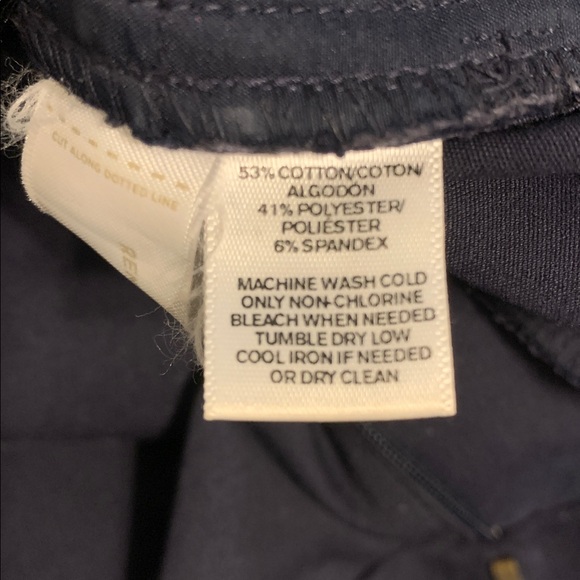 CUT ALONG DOTTED LINE
53% COTTON/COTON/
ALGODÓN
41% POLYESTER/
POLIÉSTER
6% SPANDEX
MACHINE WASH COLD
ONLY NON-CHLORINE
BLEACH WHEN NEEDED
TUMBLE DRY LOW
COOL IRON IF NEEDED
OR DRY CLEAN